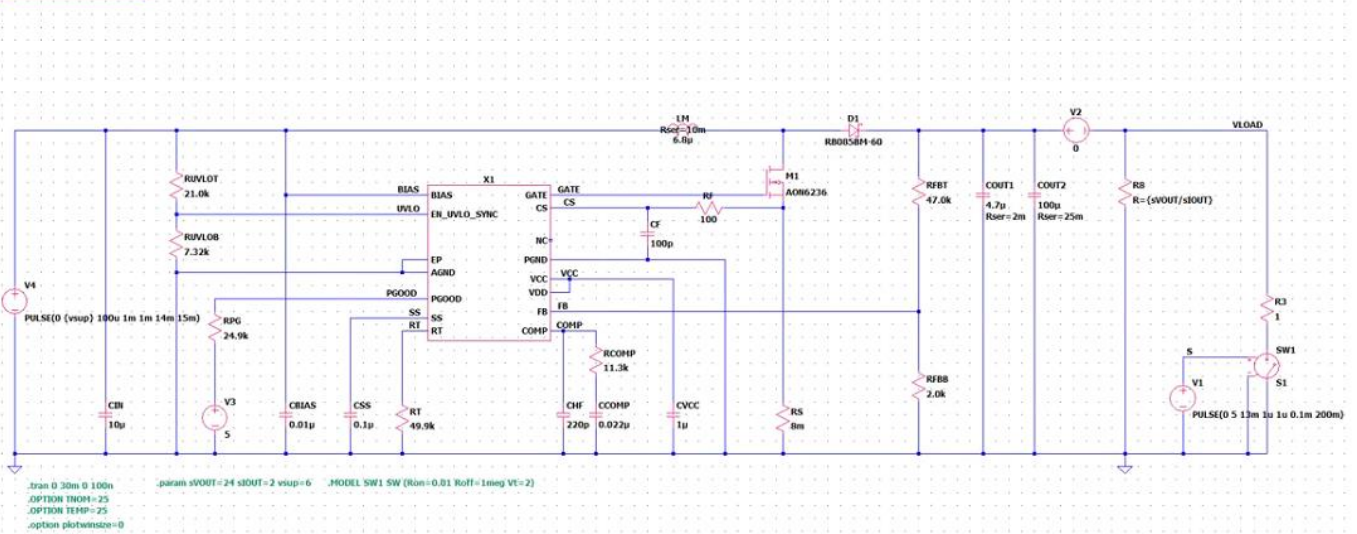 LM
Rser=10m
6.8µ
D1
RB085BM-60
V2
0
VLOAD
RUVLOT
21.0k
RUVLOB
7.32k
X1
BIAS
BIAS
UVLO
EN_UVLO_SYNC
EP
AGND
PGOOD
PGOOD
SS
SS
RT
RT
GATE
GATE
CS
CS
NC
PGND
VCC
VCC
VDD
FB
FB
COMP
COMP
RF
100
CF
100p
M1
AON6236
RFBT
47.0k
COUT1
4.7µ
Rser=2m
COUT2
100µ
Rser=25m
R8
R={sVOUT/sIOUT}
V4
PULSE(0 {vsup} 100u 1m 1m 14m 15m)
RPG
24.9k
RCOMP
11.3k
RFBB
2.0k
R3
1
S
SW1
S1
V1
PULSE(0 5 13m 1u 1u 0.1m 200m)
CIN
10µ
V3
5
CBIAS
0.01µ
CSS
0.1µ
RT
49.9k
CHF
220p
CCOMP
0.022µ
CVCC
1µ
RS
8m
.tran 0 30m 0 100n
.OPTION TNOM=25
.OPTION TEMP=25
.option plotwinsize=0
.param sVOUT=24 sIOUT=2 vsup=6
.MODEL SW1 SW (Ron=0.01 Roff=1meg Vt=2)